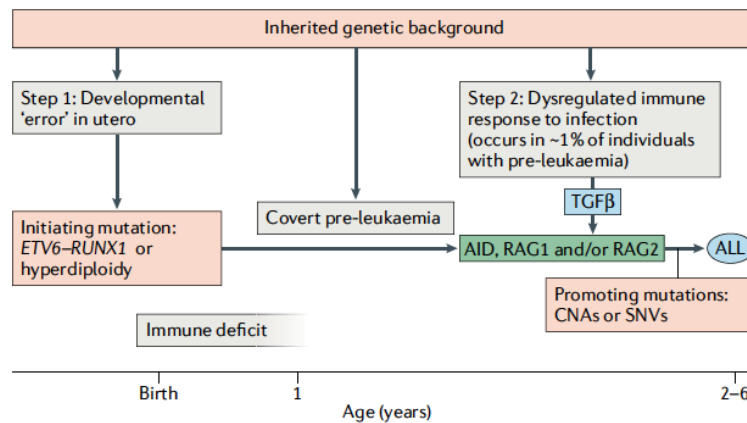 Inherited genetic background
Step 1: Developmental
‘error’ in utero
Step 2: Dysregulated immune
response to infection
(occurs in ~1% of individuals
with pre-leukaemia)
TGFβ
Initiating mutation:
ETV6–RUNX1 or
hyperdiploidy
Covert pre-leukaemia
AID, RAG1 and/or RAG2
ALL
Promoting mutations:
CNAs or SNVs
Immune deficit
Birth
1
2–6
Age (years)